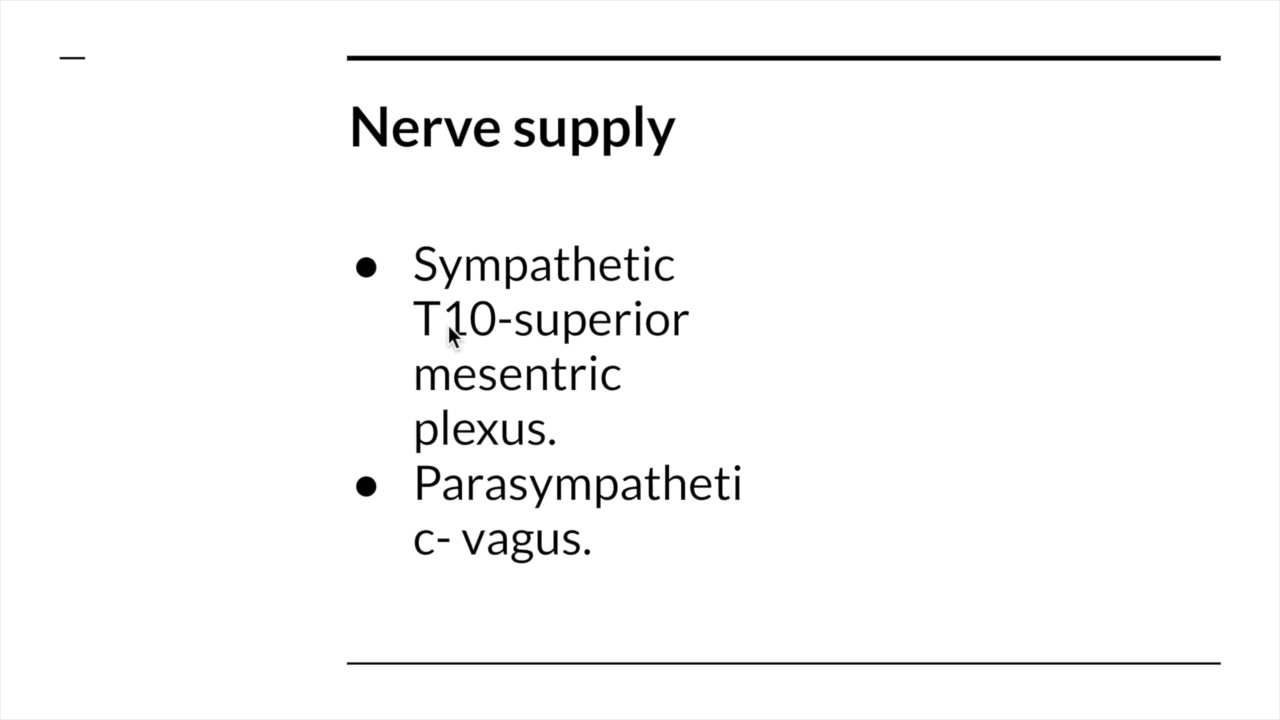 Nerve supply
● Sympathetic
T10-superior
mesentric
plexus.
● Parasympatheti
c- vagus.